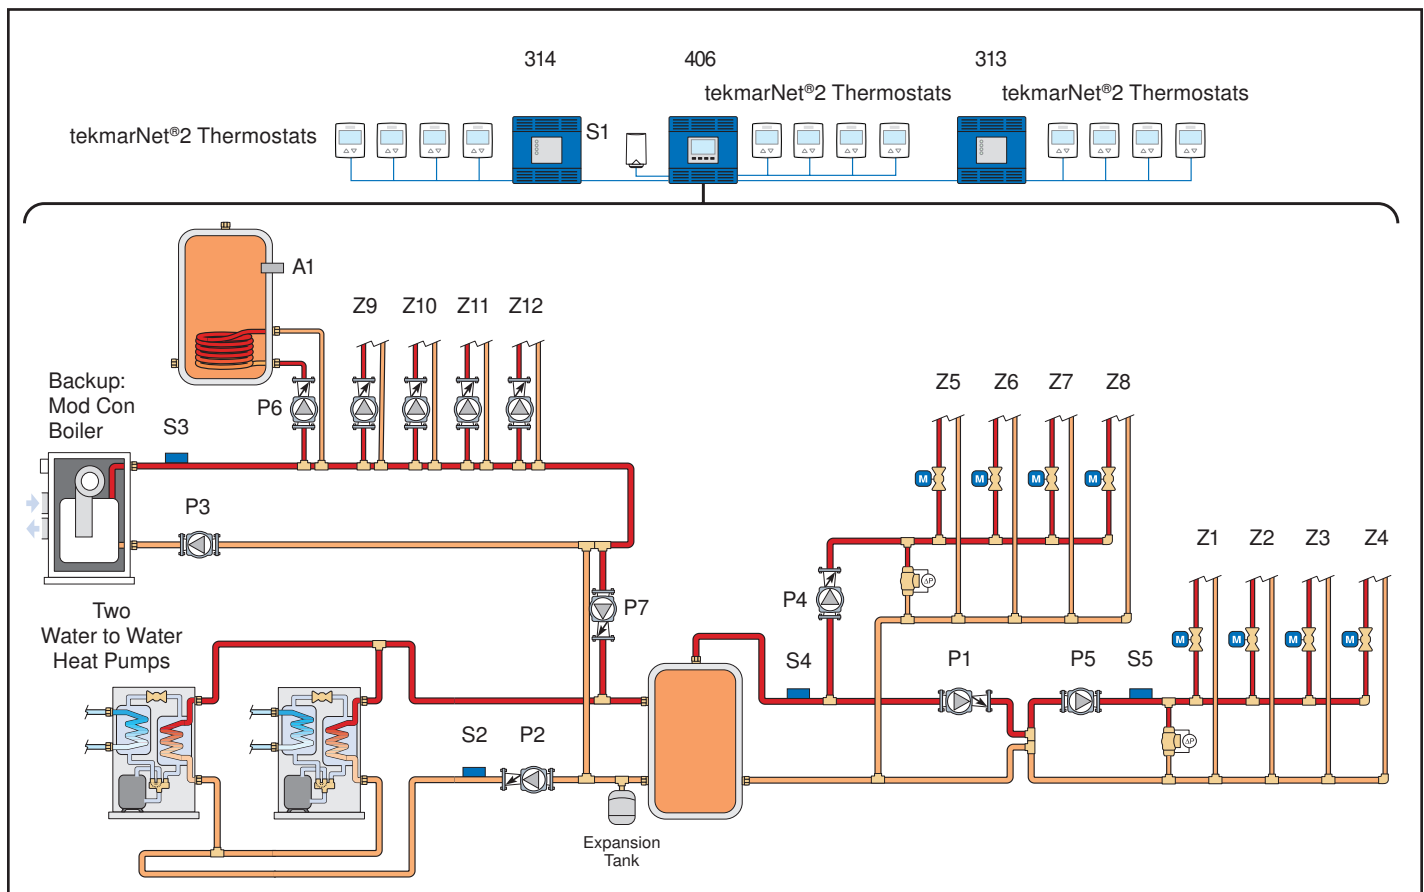 314
406
313
tekmarNet®2 Thermostats
tekmarNet®2 Thermostats
tekmarNet®2 Thermostats
S1
A1
Z9
Z10
Z11
Z12
Backup:
Mod Con
Boiler
S3
P6
Z5
Z6
Z7
Z8
M
M
M
M
P3
Z1
Z2
Z3
Z4
ΔP
P4
P7
Two
Water to Water
Heat Pumps
M
M
M
M
S4
P1
P5
S5
S2
P2
ΔP
Expansion
Tank